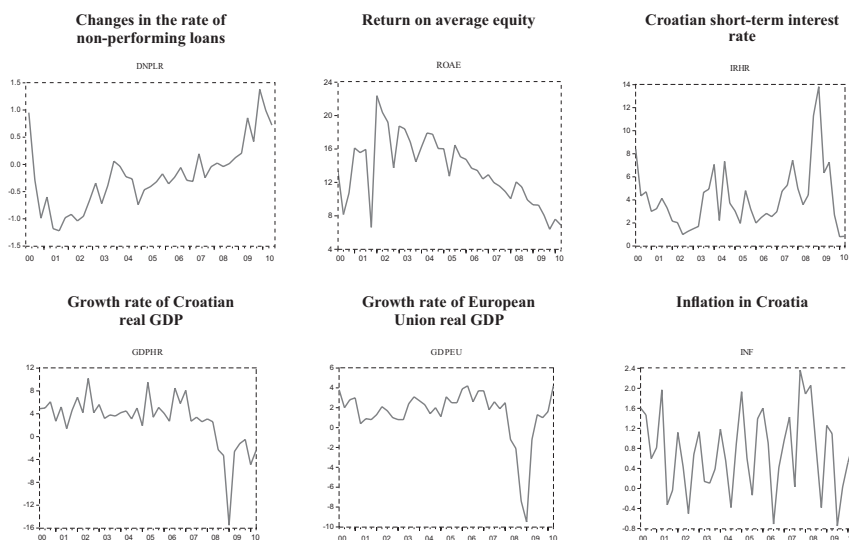 Changes in the rate of
non-performing loans
DNPLR
1.5
1.0
0.5
0.0
-0.5
-1.0
-1.5
00 01 02 03 04 05 06 07 08 09 10
Return on average equity
ROAE
24
20
16
12
8
4
00 01 02 03 04 05 06 07 08 09 10
Croatian short-term interest
rate
IRHR
14
12
10
8
6
4
2
0
00 01 02 03 04 05 06 07 08 09 10
Growth rate of Croatian
real GDP
GDPHR
12
8
4
0
-4
-8
-12
-16
00 01 02 03 04 05 06 07 08 09 10
Growth rate of European
Union real GDP
GDPEU
6
4
2
0
-2
-4
-6
-8
-10
00 01 02 03 04 05 06 07 08 09 10
Inflation in Croatia
INF
2.4
2.0
1.6
1.2
0.8
0.4
0.0
-0.4
-0.8
00 01 02 03 04 05 06 07 08 09 10